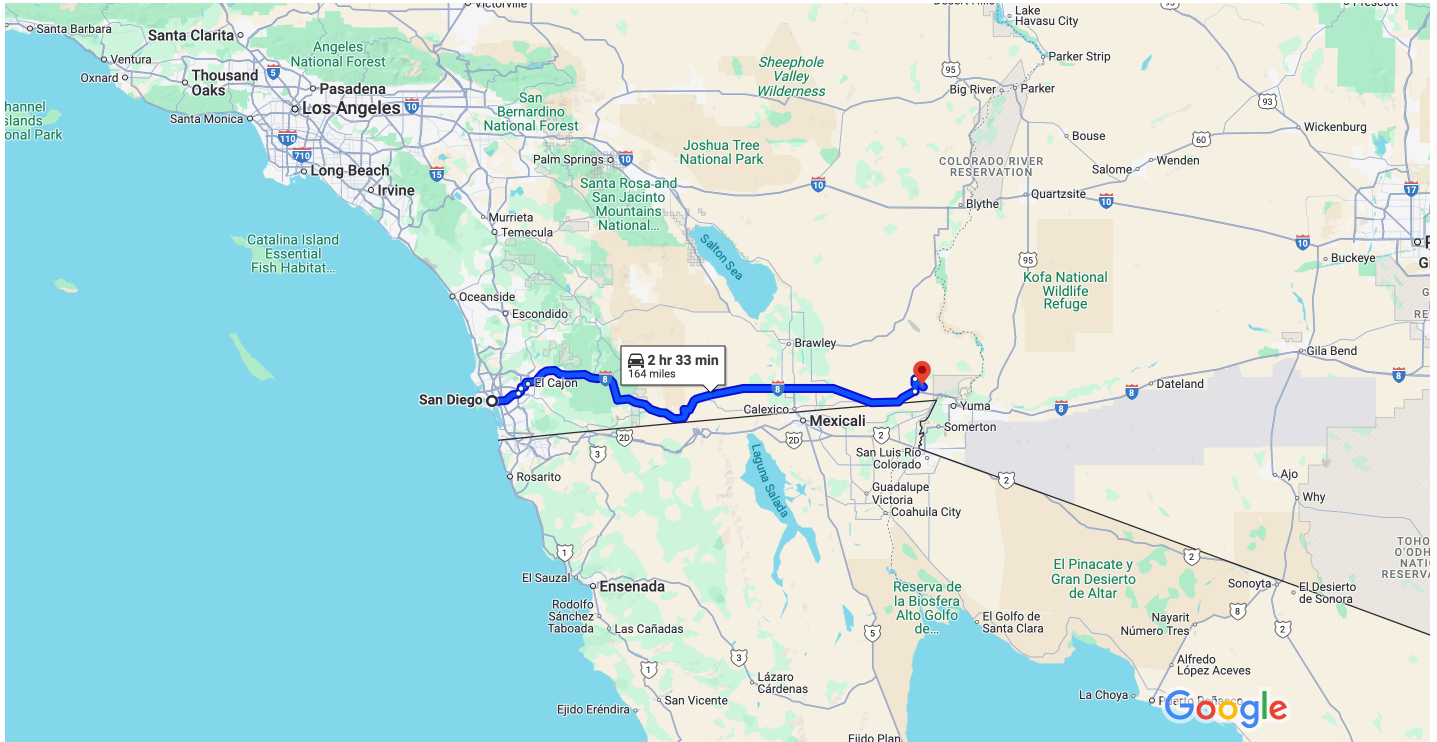 Victorville
Santa Barbara
Santa Clarita
Lake
Havasu City
95
Ventura
Angeles
National Forest
Parker Strip
Sheephole
Valley
Wilderness
Oxnard
Thousand
Oaks
5
Pasadena
95
Big River
Parker
93
Los Angeles
10
San
Bernardino
National Forest
Santa Monica
110
710
Wickenburg
Bouse
60
Joshua Tree
National Park
COLORADO RIVER
RESERVATION
Palm Springs
10
Wenden
Salome
Long Beach
15
Irvine
Santa Rosa and
San Jacinto
Mountains
National...
10
Quartzsite
10
17
Blythe
Murrieta
Temecula
Catalina Island
Essential
Fish Habitat...
Salton Sea
10
Buckeye
95
Kofa National
Wildlife
Refuge
Oceanside
Escondido
Brawley
Gila Bend
2 hr 33 min
164 miles
El Cajon
8
8
8
8
8
Dateland
San Diego
Calexico
Yuma
Mexicali
Somerton
2D
2D
2
3
San Luis Río
Colorado
Rosarito
Laguna Salada
Guadalupe
Victoria
Coahuila City
2
Ajo
Why
1
2
El Sauzal
Ensenada
Reserva de
la Biosfera
Alto Golfo
de...
El Pinacate y
Gran Desierto
de Altar
Sonoyta
El Desierto
de Sonora
Rodolfo
Sánchez
Taboada
Las Cañadas
5
El Golfo de
Santa Clara
Nayarit
Número Tres
8
2
3
1
Lázaro
Cárdenas
San Vicente
Alfredo
López Aceves
La Choya
Ejido Eréndira
Google